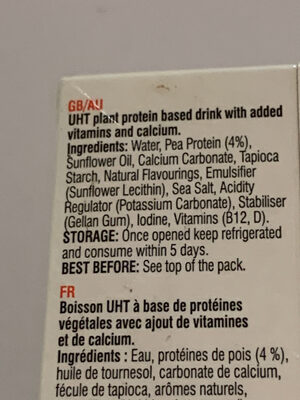 GB/AU
UHT plant protein based drink with added
vitamins and calcium.
Ingredients: Water, Pea Protein (4%),
Sunflower Oil, Calcium Carbonate, Tapioca
Starch, Natural Flavourings, Emulsifier
(Sunflower Lecithin), Sea Salt, Acidity
Regulator (Potassium Carbonate), Stabiliser
(Gellan Gum), Iodine, Vitamins (B12, D).
STORAGE: Once opened keep refrigerated
and consume within 5 days.
BEST BEFORE: See top of the pack.
FR
Boisson UHT à base de protéines
végétales avec ajout de vitamines
et de calcium.
Ingrédients : Eau, protéines de pois (4 %),
huile de tournesol, carbonate de calcium,
fécule de tapioca, arômes naturels,